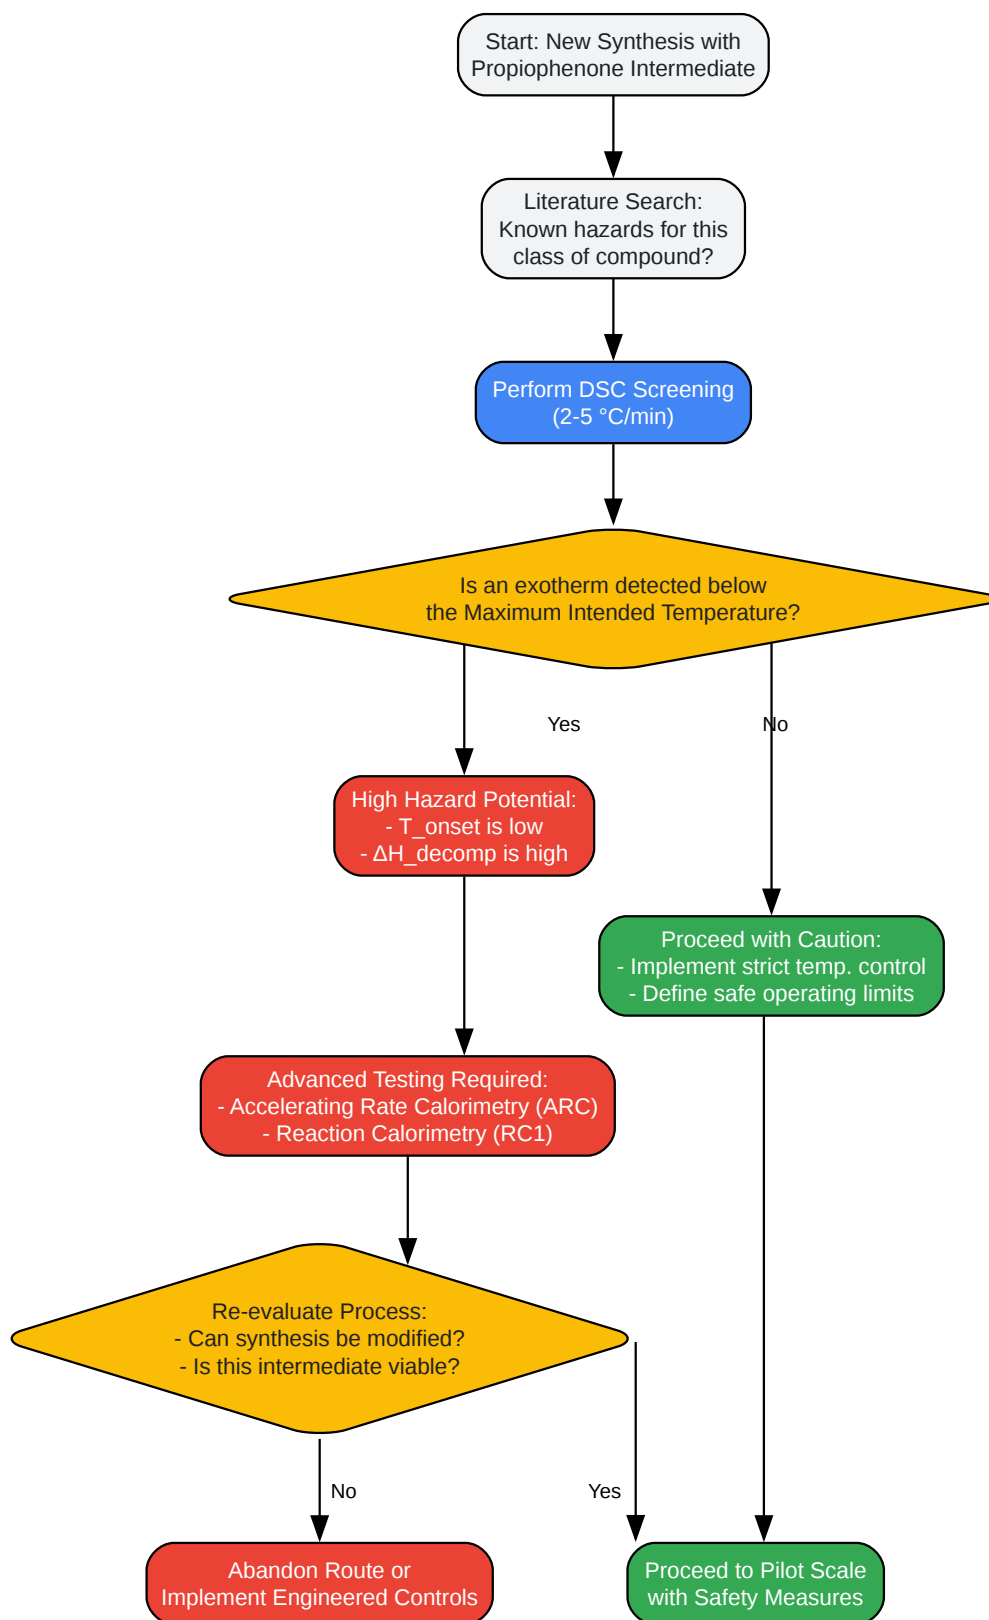 Start: New Synthesis with
Propiophenone Intermediate
Literature Search:
Known hazards for this
class of compound?
Perform DSC Screening
(2-5 °C/min)
Is an exotherm detected below
the Maximum Intended Temperature?
Yes
No
High Hazard Potential:
- T_onset is low
- ΔH_decomp is high
Proceed with Caution:
- Implement strict temp. control
- Define safe operating limits
Advanced Testing Required:
- Accelerating Rate Calorimetry (ARC)
- Reaction Calorimetry (RC1)
Re-evaluate Process:
- Can synthesis be modified?
- Is this intermediate viable?
No
Yes
Abandon Route or
Implement Engineered Controls
Proceed to Pilot Scale
with Safety Measures